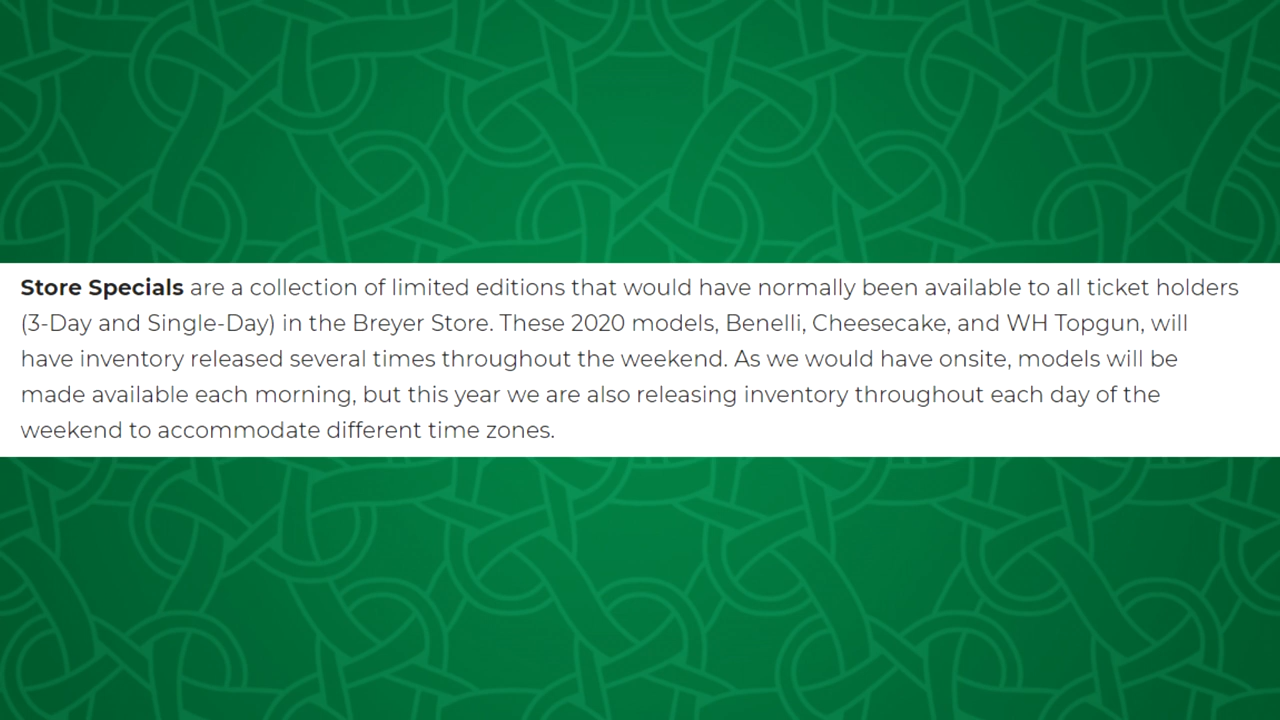 Store Specials are a collection of limited editions that would have normally been available to all ticket holders
(3-Day and Single-Day) in the Breyer Store. These 2020 models, Benelli, Cheesecake, and WH Topgun, will
have inventory released several times throughout the weekend. As we would have onsite, models will be
made available each morning, but this year we are also releasing inventory throughout each day of the
weekend to accommodate different time zones.